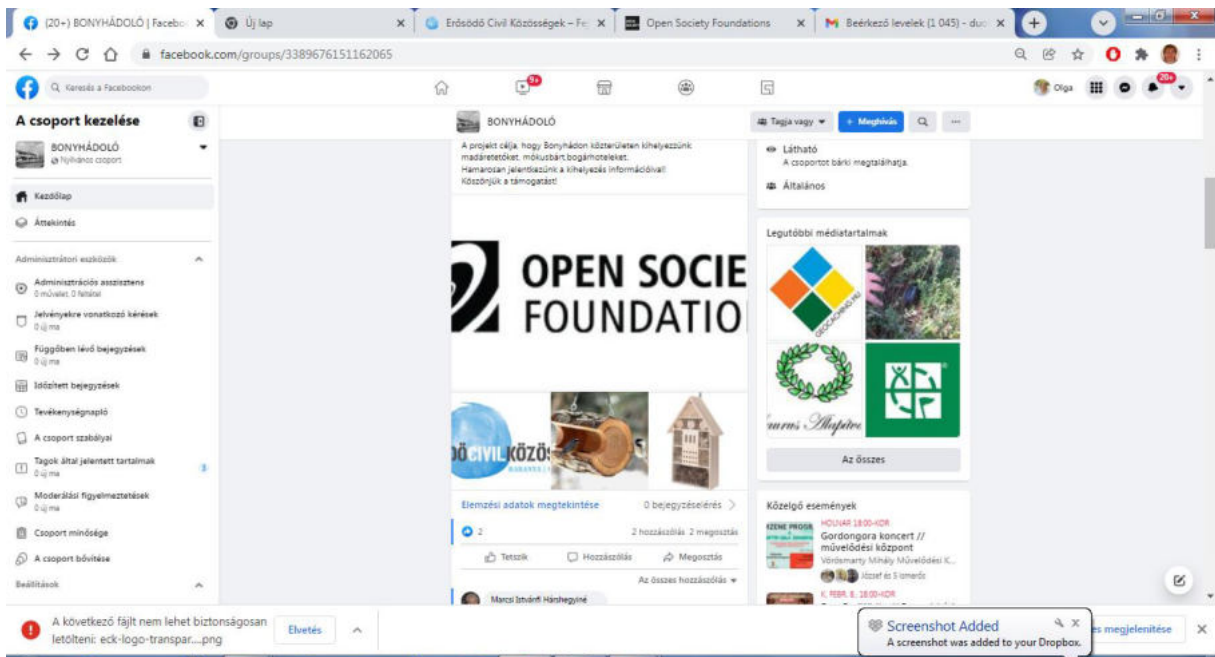 (20+) BONYHÁDOLÓ | Facebo
Új lap
Erősödő Civil Közösségek – Fe
Open Society Foundations
Beérkező levelek (1 045) - duc
facebook.com/groups/3389676151162065
Keresés a Facebookon
9+
Olga
20+
A csoport kezelése
BONYHÁDOLÓ
Nyilvános csoport
Kezdőlap
Áttekintés
Adminisztrátori eszközök
Adminisztrációs asszisztens
0 művelet, 0 feltétel
Jelvényekre vonatkozó kérések
0 új ma
Függőben lévő bejegyzések
0 új ma
Időzített bejegyzések
Tevékenységnapló
A csoport szabályai
Tagok által jelentett tartalmak
0 új ma
3
Moderálási figyelmeztetések
0 új ma
Csoport minősége
A csoport bővítése
Beállítások
BONYHÁDOLÓ
Tagja vagy
+ Meghívás
A projekt célja, hogy Bonyhádon közterületen kihelyezzünk
madáretetőket, mókusbárt,bogárhoteleket.
Hamarosan jelentkezünk a kihelyezés információival!
Köszönjük a támogatást!
OPEN SOCIE
FOUNDATIO
DŐCIVILKÖZÖS
Elemzési adatok megtekintése
0 bejegyzéselérés
2
2 hozzászólás 2 megosztás
Tetszik
Hozzászólás
Megosztás
Az összes hozzászólás
Marcsi Istvánfi Hárshegyiné
Látható
A csoportot bárki megtalálhatja.
Általános
Legutóbbi médiatartalmak
GEOCACHING.HU
Az összes
Közelgő események
HOLNAP, 18:00-KOR
Gordongora koncert //
művelődési központ
Vörösmarty Mihály Művelődési K...
József és 5 ismerős
K, FEBR. 8., 18:00-KOR
A következő fájlt nem lehet biztonságosan
letölteni: eck-logo-transpar....png
Elvetés
Screenshot Added
A screenshot was added to your Dropbox.
es megjelenítése